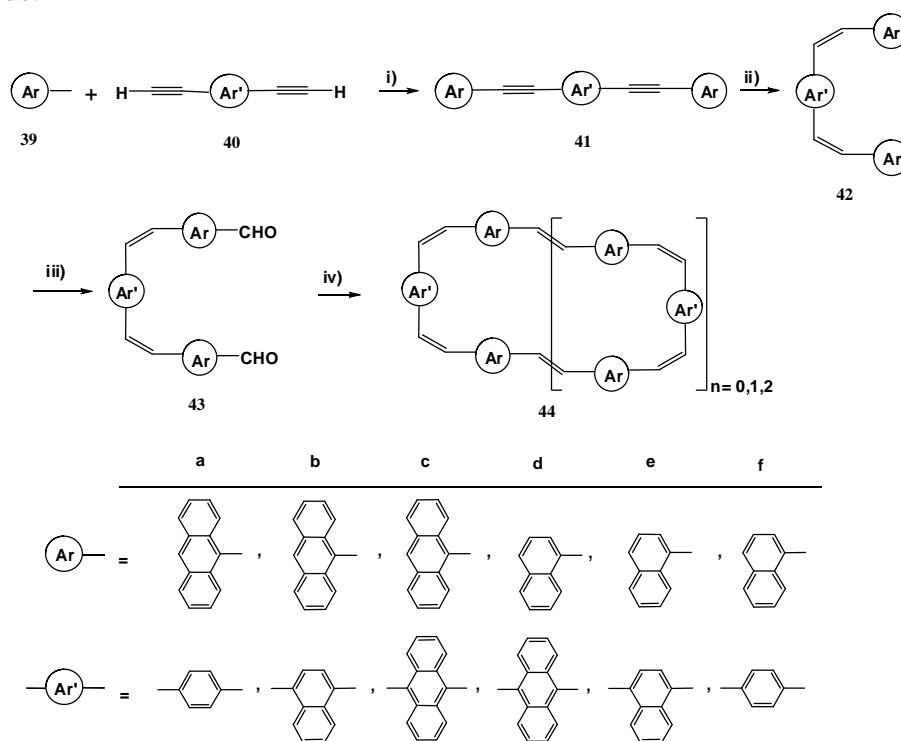 Ar
Ar + H Ar' H i) Ar Ar' Ar ii) Ar'
39 40 41
Ar
42
Ar CHO Ar Ar
iii) Ar' iv) Ar' Ar'
Ar CHO Ar Ar
n= 0,1,2
43 44
a b c d e f
Ar = , , , , ,
Ar' = , , , , ,